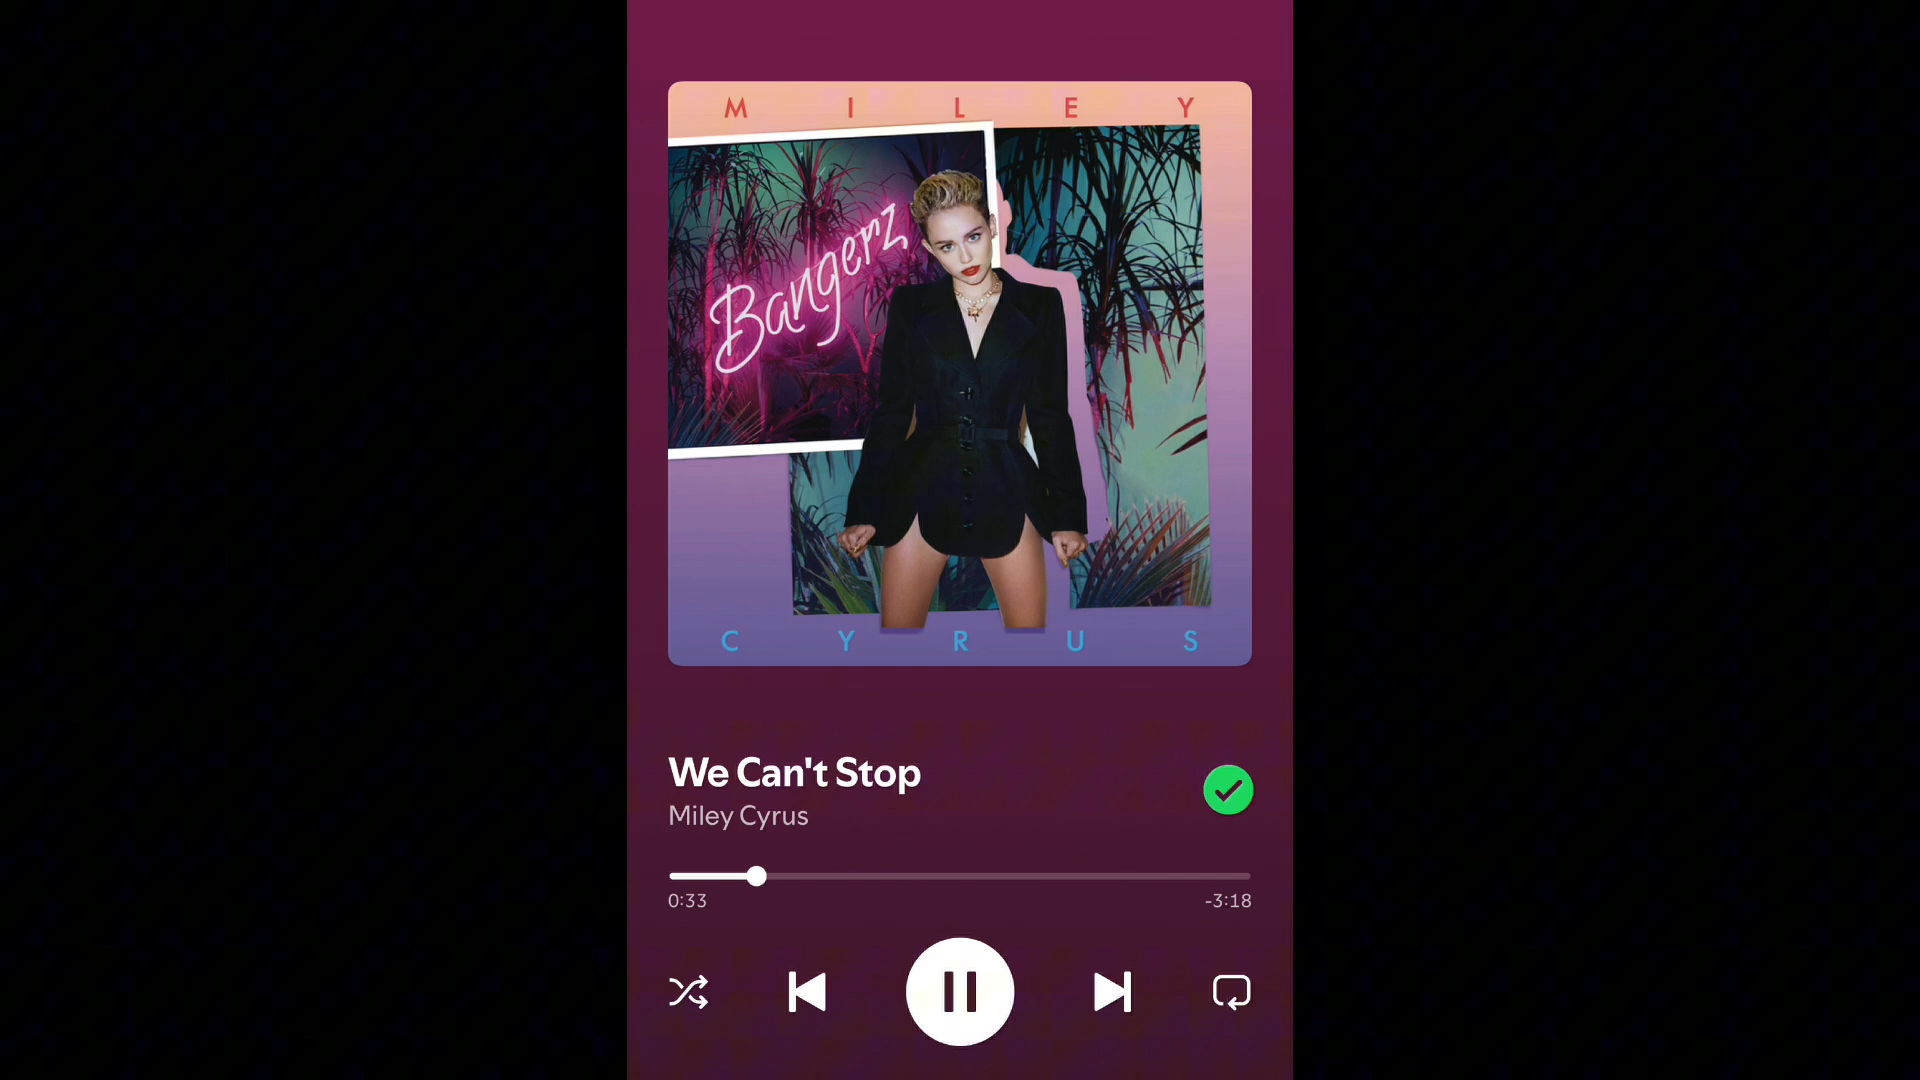 M I L E Y
Bangerz
C Y R U S
We Can't Stop
Miley Cyrus
0:33
-3:18